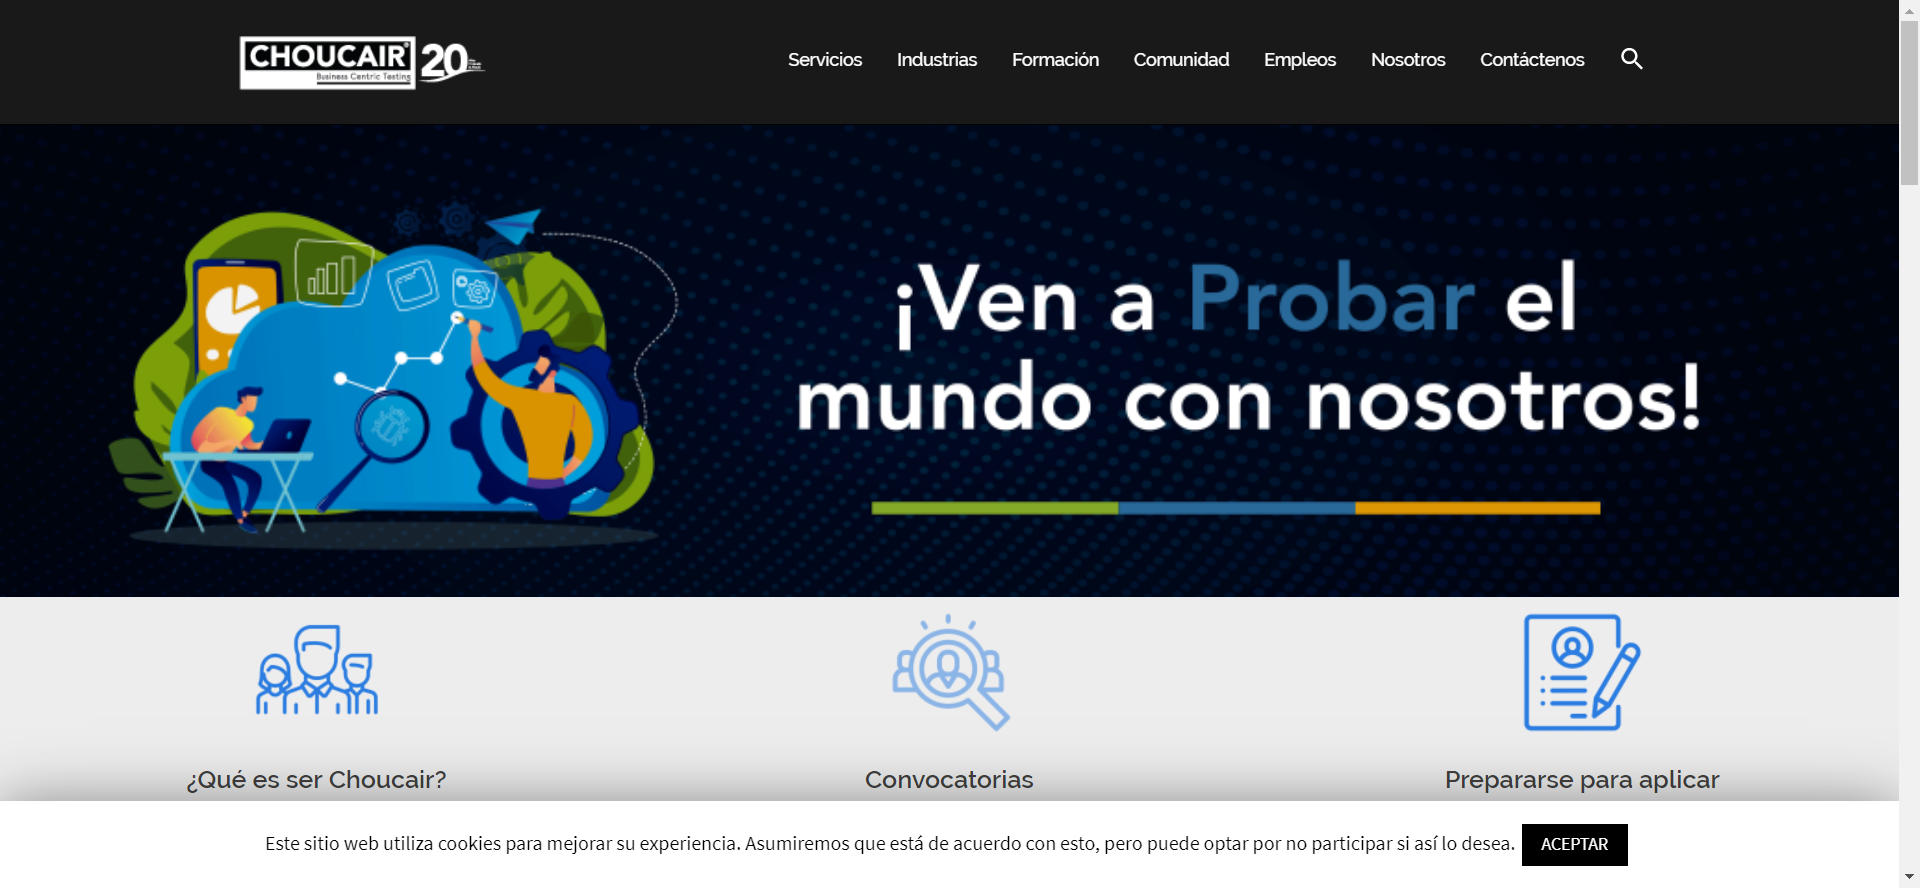 CHOUCAIR
Business Centric Testing
20
Servicios
Industrias
Formación
Comunidad
Empleos
Nosotros
Contáctenos
¡Ven a Probar el
mundo con nosotros!
¿Qué es ser Choucair?
Convocatorias
Prepararse para aplicar
Este sitio web utiliza cookies para mejorar su experiencia. Asumiremos que está de acuerdo con esto, pero puede optar por no participar si así lo desea.
ACEPTAR